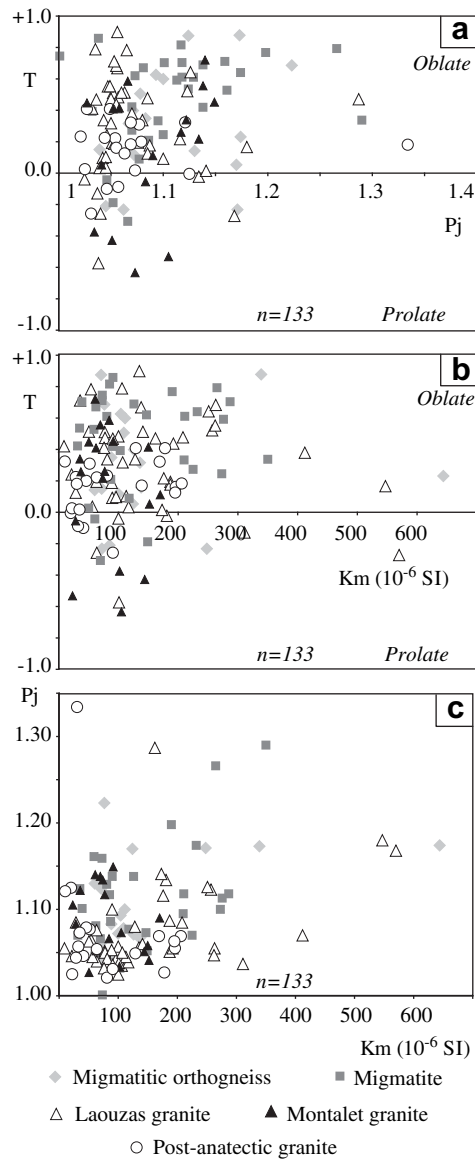 +1.0
a
T
Oblate
0.0
1
1.1
1.2
1.3
1.4
Pj
n=133
Prolate
-1.0
+1.0
b
T
Oblate
0.0
100
200
300
400
500
600
Km (10-6 SI)
n=133
Prolate
-1.0
Pj
c
1.30
1.20
1.10
1.00
n=133
100
200
300
400
500
600
Km (10-6 SI)
Migmatitic orthogneiss
Migmatite
Laouzas granite
Montalet granite
Post-anatectic granite